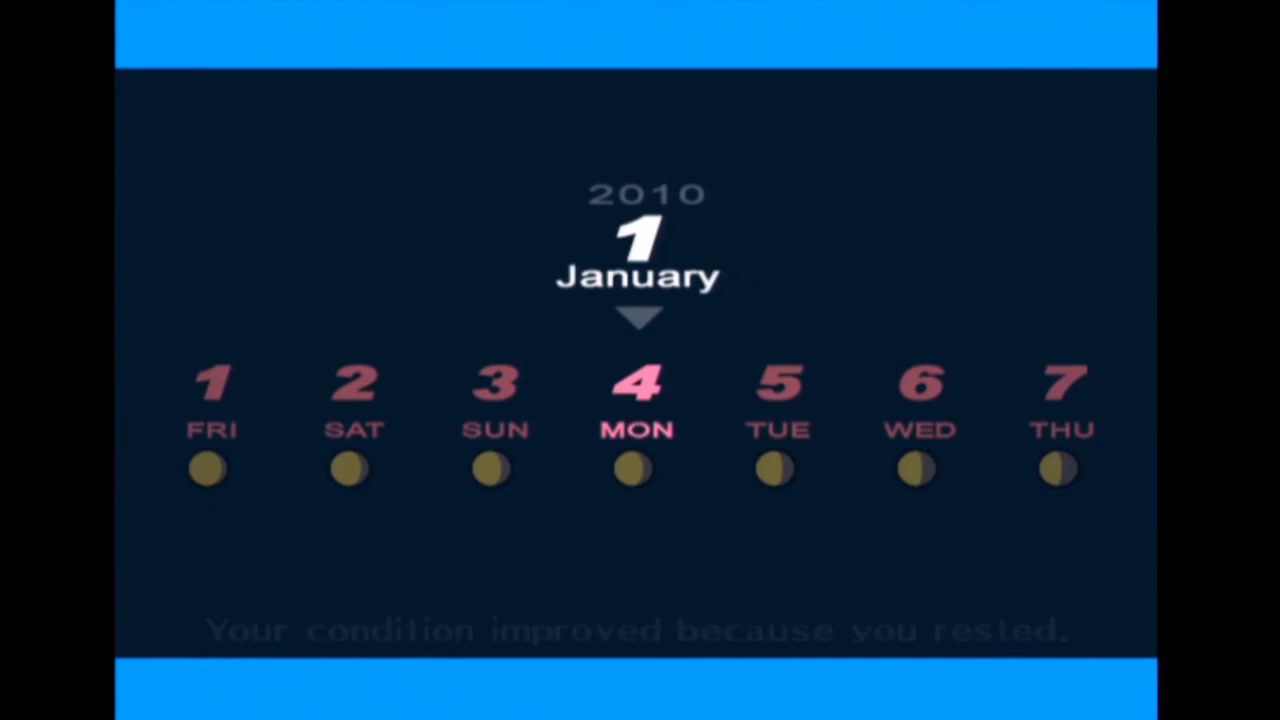 2010
1
January
1 2 3 4 5 6 7
FRI SAT SUN MON TUE WED THU
Your condition improved because you rested.